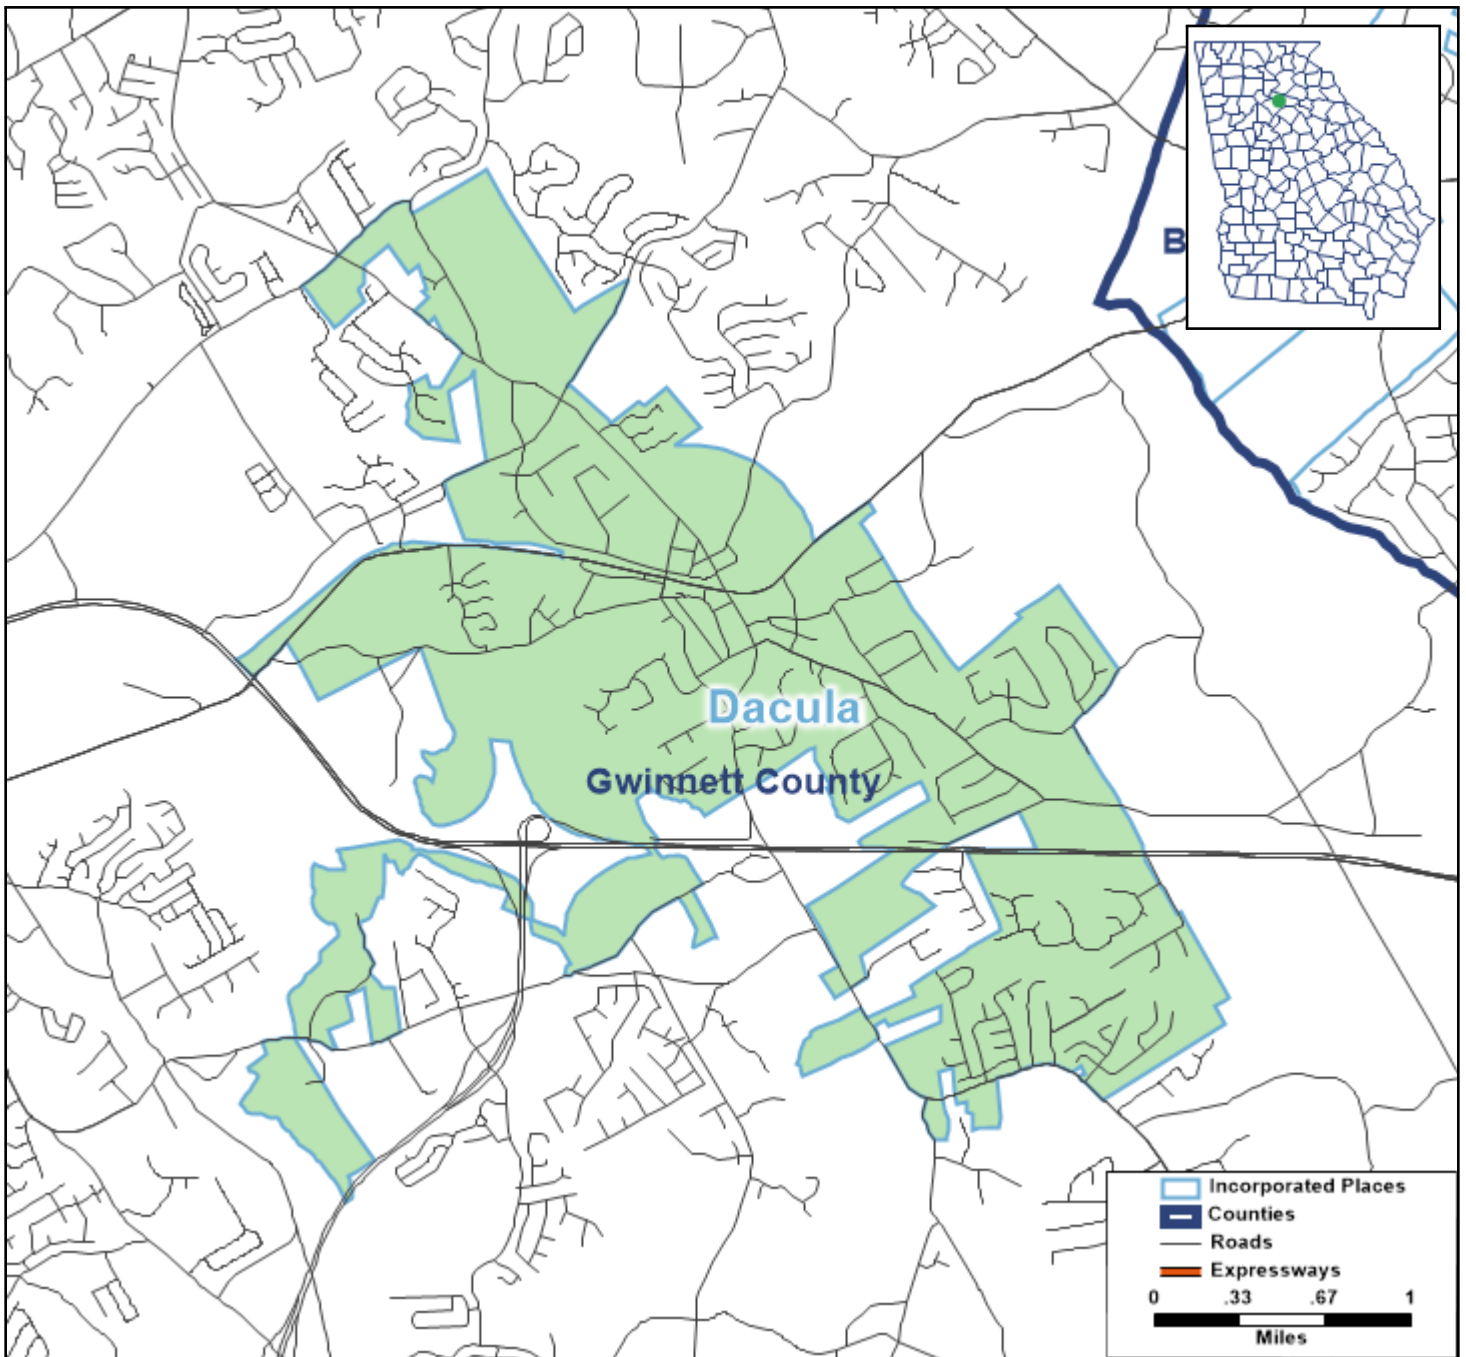 B
Dacula
Gwinnett County
Incorporated Places
Counties
Roads
Expressways
0 .33 .67 1
Miles